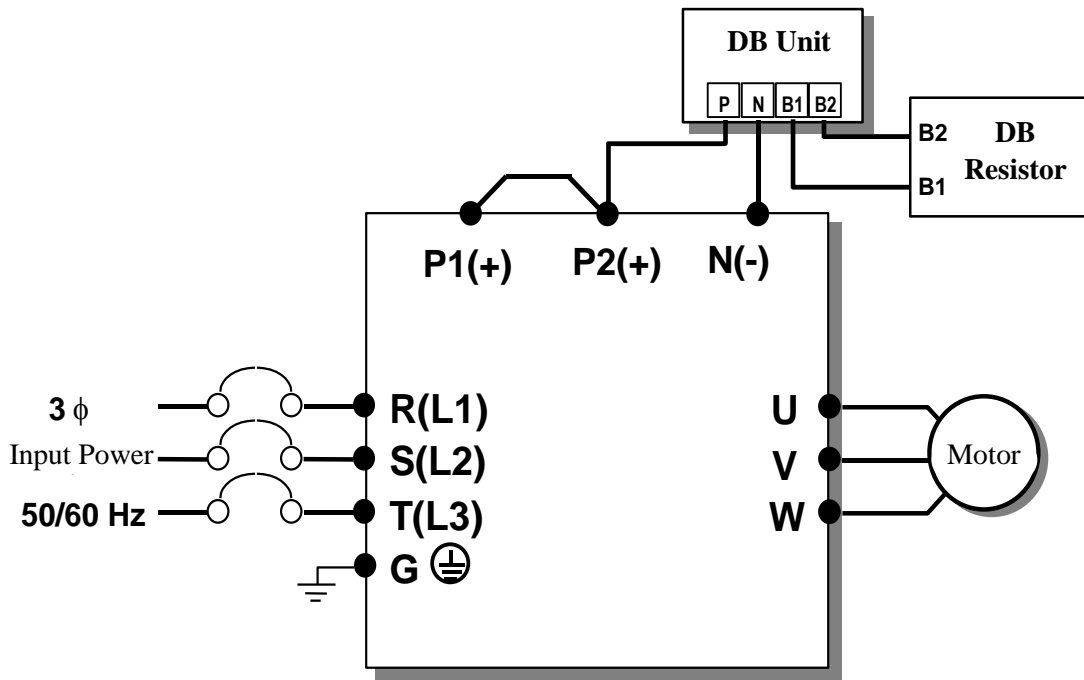 DB Unit
P N B1 B2
B2
DB
Resistor
B1
P1(+) P2(+) N(-)
3 ϕ
Input Power
50/60 Hz
R(L1)
S(L2)
T(L3)
G
U
V
W
Motor